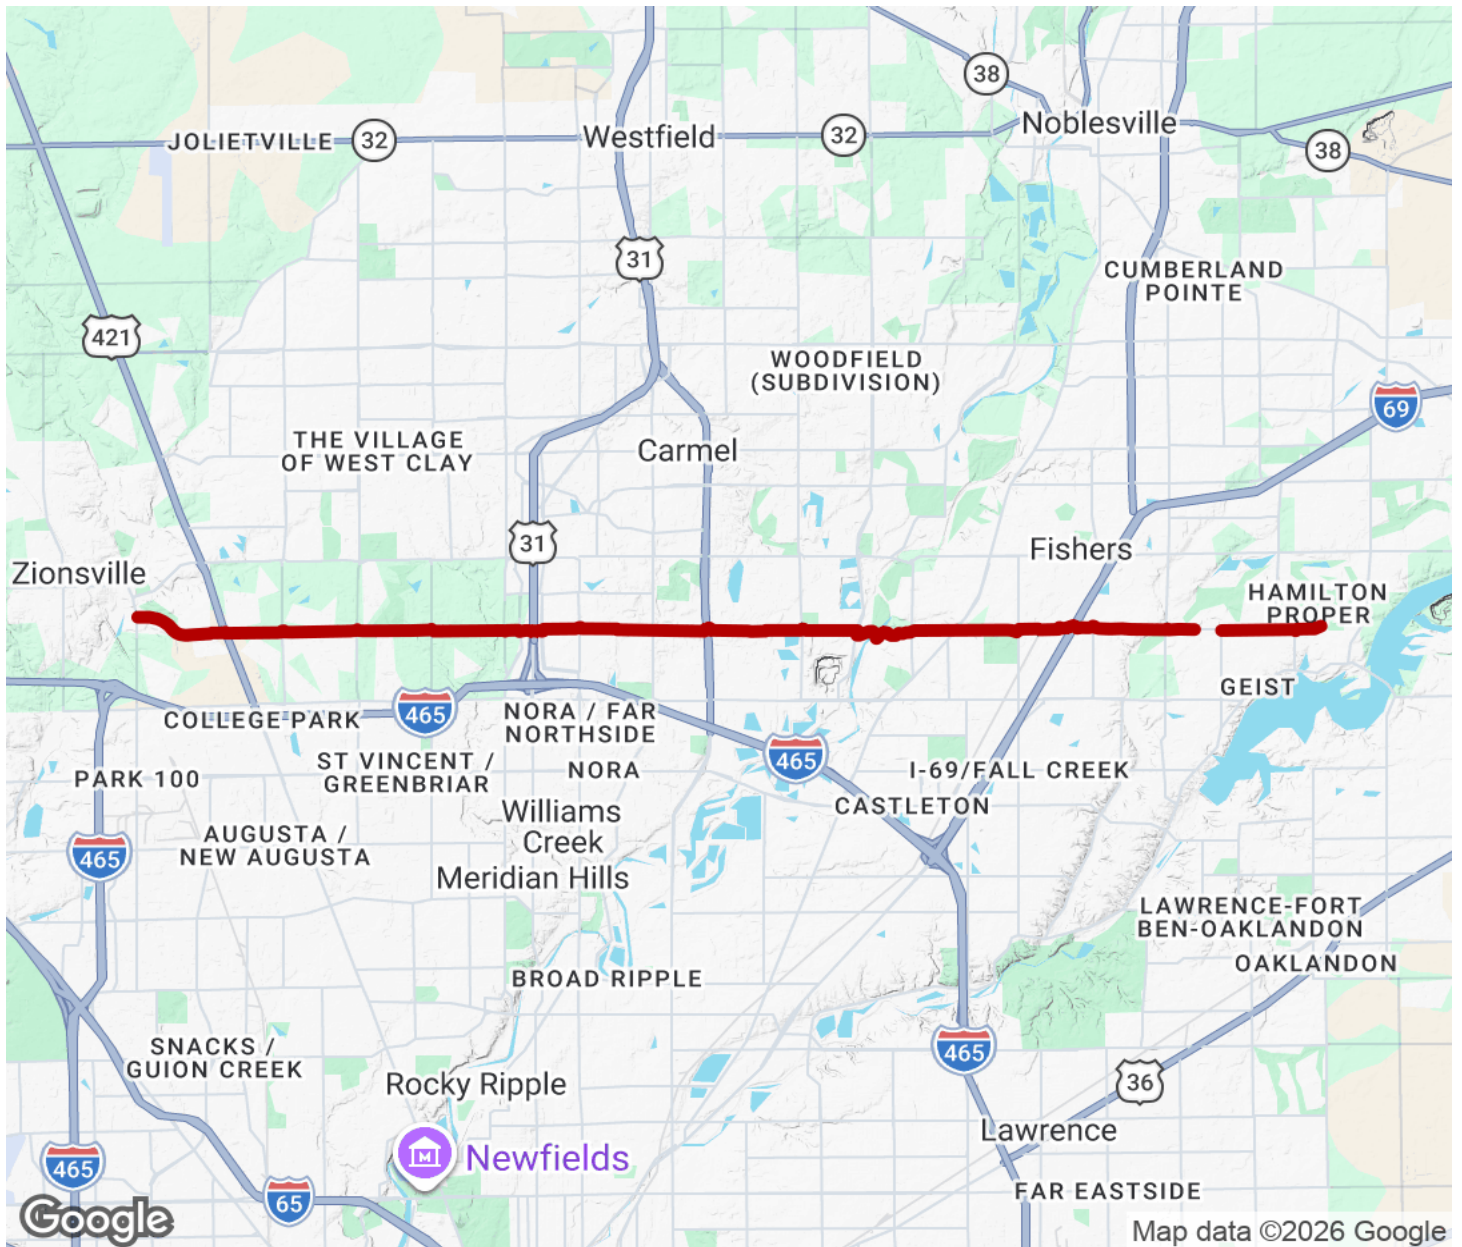 38
JOLIETVILLE
32
Westfield
32
Noblesville
38
31
CUMBERLAND
POINTE
421
WOODFIELD
(SUBDIVISION)
69
THE VILLAGE
OF WEST CLAY
Carmel
31
Fishers
Zionsville
HAMILTON
PROPER
GEIST
COLLEGE PARK
465
NORA / FAR
NORTHSIDE
465
ST VINCENT /
GREENBRIAR
NORA
I-69/FALL CREEK
PARK 100
CASTLETON
Williams
Creek
AUGUSTA /
NEW AUGUSTA
465
Meridian Hills
LAWRENCE-FORT
BEN-OAKLANDON
OAKLANDON
BROAD RIPPLE
SNACKS /
GUION CREEK
465
Rocky Ripple
36
Lawrence
Newfields
465
65
FAR EASTSIDE
Google
Map data ©2026 Google